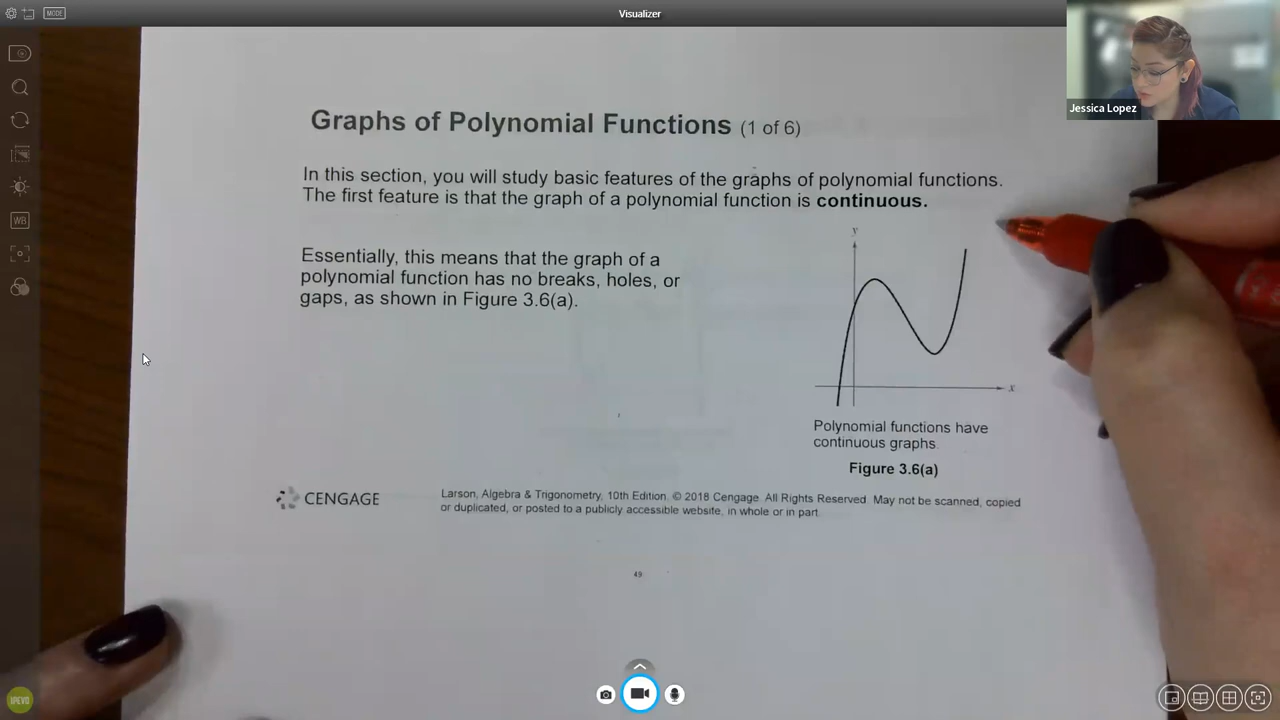 MODE
Visualizer
Jessica Lopez
Graphs of Polynomial Functions (1 of 6)
In this section, you will study basic features of the graphs of polynomial functions.
The first feature is that the graph of a polynomial function is continuous.
Essentially, this means that the graph of a
polynomial function has no breaks, holes, or
gaps, as shown in Figure 3.6(a).
y
x
Polynomial functions have
continuous graphs.
Figure 3.6(a)
CENGAGE
Larson, Algebra & Trigonometry, 10th Edition. © 2018 Cengage. All Rights Reserved. May not be scanned, copied
or duplicated, or posted to a publicly accessible website, in whole or in part.
49
WB
IPEVO